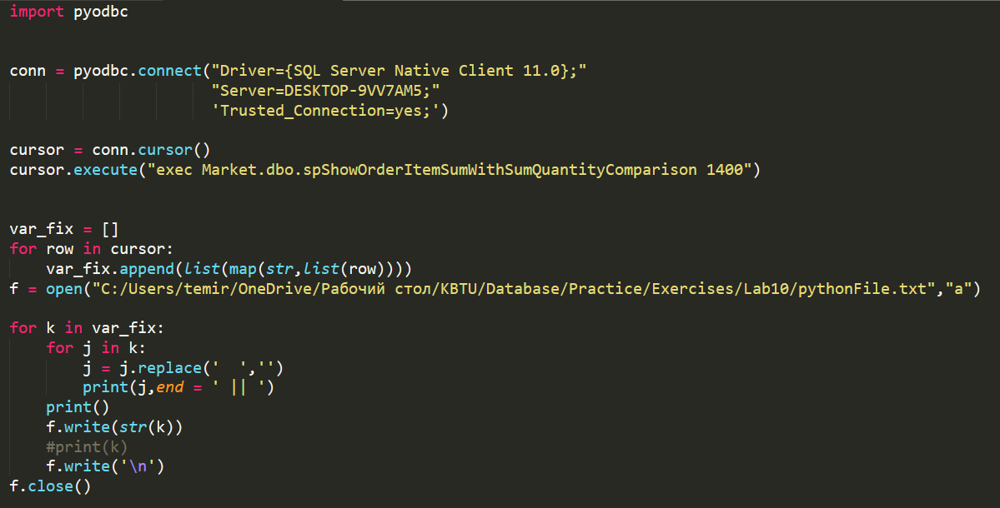 import pyodbc
conn = pyodbc.connect("Driver={SQL Server Native Client 11.0};"
"Server=DESKTOP-9VV7AM5;"
'Trusted_Connection=yes;')
cursor = conn.cursor()
cursor.execute("exec Market.dbo.spShowOrderItemSumWithSumQuantityComparison 1400")
var_fix = []
for row in cursor:
    var_fix.append(list(map(str,list(row))))
f = open("C:/Users/temir/OneDrive/Рабочий стол/KBTU/Database/Practice/Exercises/Lab10/pythonFile.txt","a")
for k in var_fix:
    for j in k:
        j = j.replace('  ','')
        print(j,end = ' || ')
    print()
    f.write(str(k))
    #print(k)
    f.write('\n')
f.close()